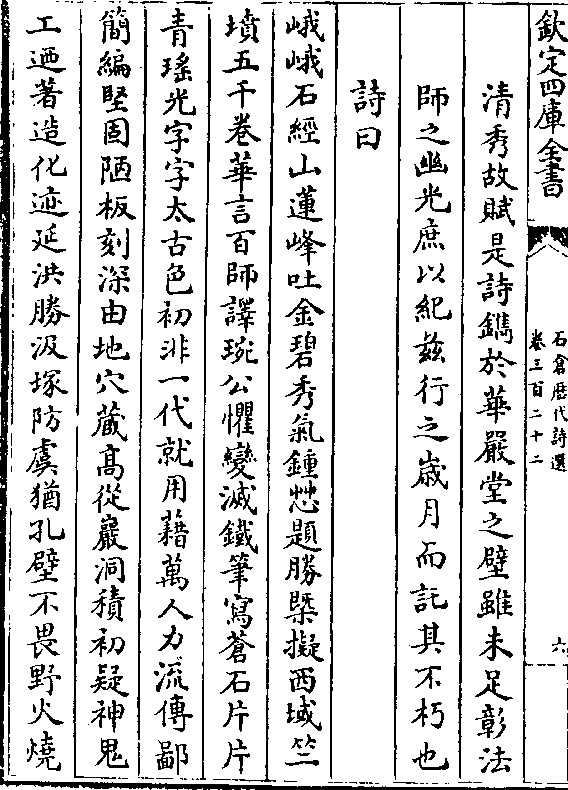 欽定四庫全書
石倉歴代詩選
卷三百二十二
六
清秀故賦是詩鐫於華嚴堂之壁雖未足彰法
師之幽光庶以紀兹行之歲月而託其不朽也
詩曰
峨峨石經山蓮峰吐金碧秀氣鍾𤯝題勝槩擬西域竺
墳五千卷華言百師譯琬公懼變滅鐵筆寫蒼石片片
青瑤光字字太古色初非一代就用藉萬人力流傳鄙
簡編堅固陋板刻深由地穴藏髙從巖洞積初疑神鬼
工迺著造化迹延洪勝汲塚防虞猶孔壁不畏野火燒